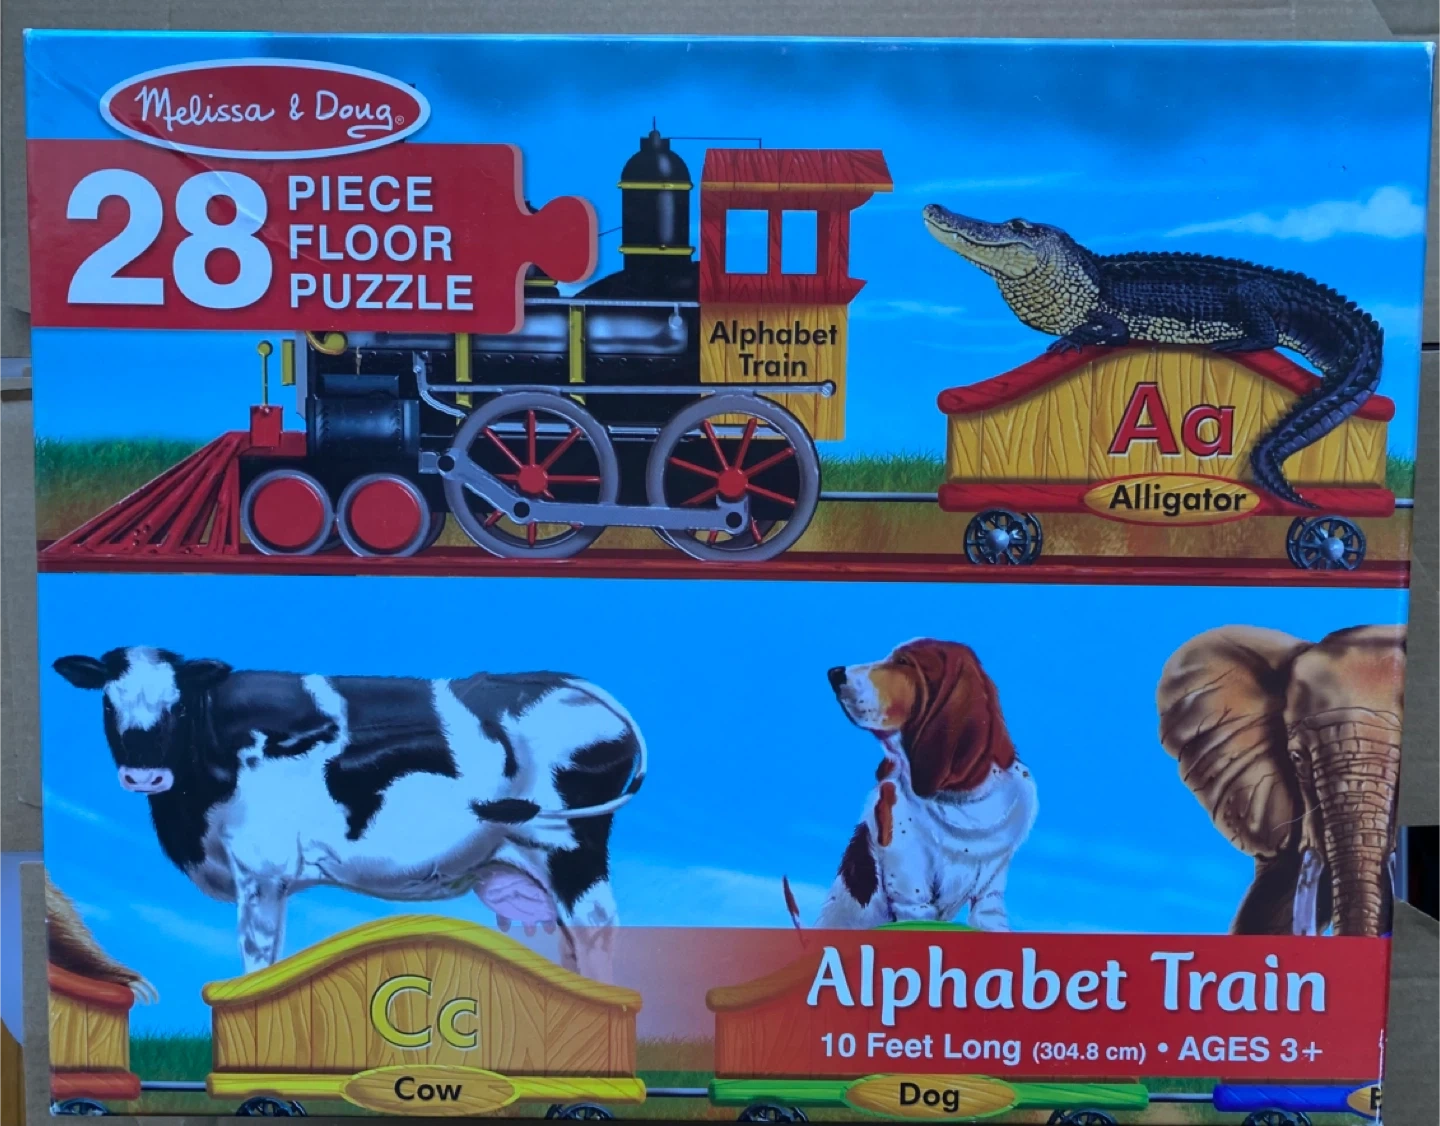 Melissa & Doug®
28 PIECE
FLOOR
PUZZLE
Alphabet
Train
Aa
Alligator
Cc
Cow
Alphabet Train
10 Feet Long (304.8 cm) • AGES 3+
Dog